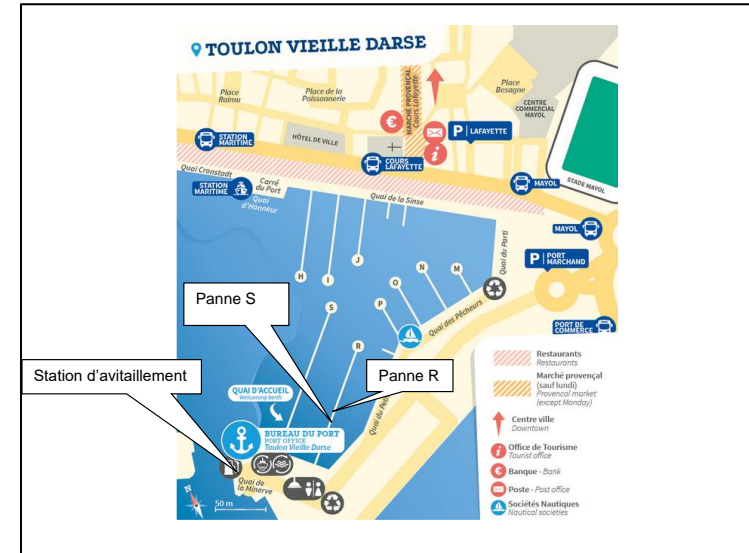 TOULON VIEILLE DARSE
Place
Raimu
Place de la
Poissonnerie
MARCHÉ PROVENÇAL
Cours Lafayette
Place
Besagne
CENTRE
COMMERCIAL
MAYOL
STATION
MARITIME
HÔTEL DE VILLE
€
P LAFAYETTE
i
COURS
LAFAYETTE
MAYOL
STADE MAYOL
Quai Cronstadt
STATION
MARITIME
Carré
du Port
Quai
d'Honneur
Quai de la Sinse
MAYOL
Quai du Parti
P PORT
MARCHAND
H
I
J
S
P
O
N
M
R
Quai des Pêcheurs
PORT DE
COMMERCE
Panne S
Station d'avitaillement
Panne R
QUAI D'ACCUEIL
Welcoming berth
BUREAU DU PORT
PORT OFFICE
Toulon Vieille Darse
Quai de
la Minerve
50 m
Restaurants
Restaurants
Marché provençal
(sauf lundi)
Provencal market
(except Monday)
Centre ville
Downtown
i Office de Tourisme
Tourist office
€ Banque - Bank
Poste - Post office
Sociétés Nautiques
Nautical societies